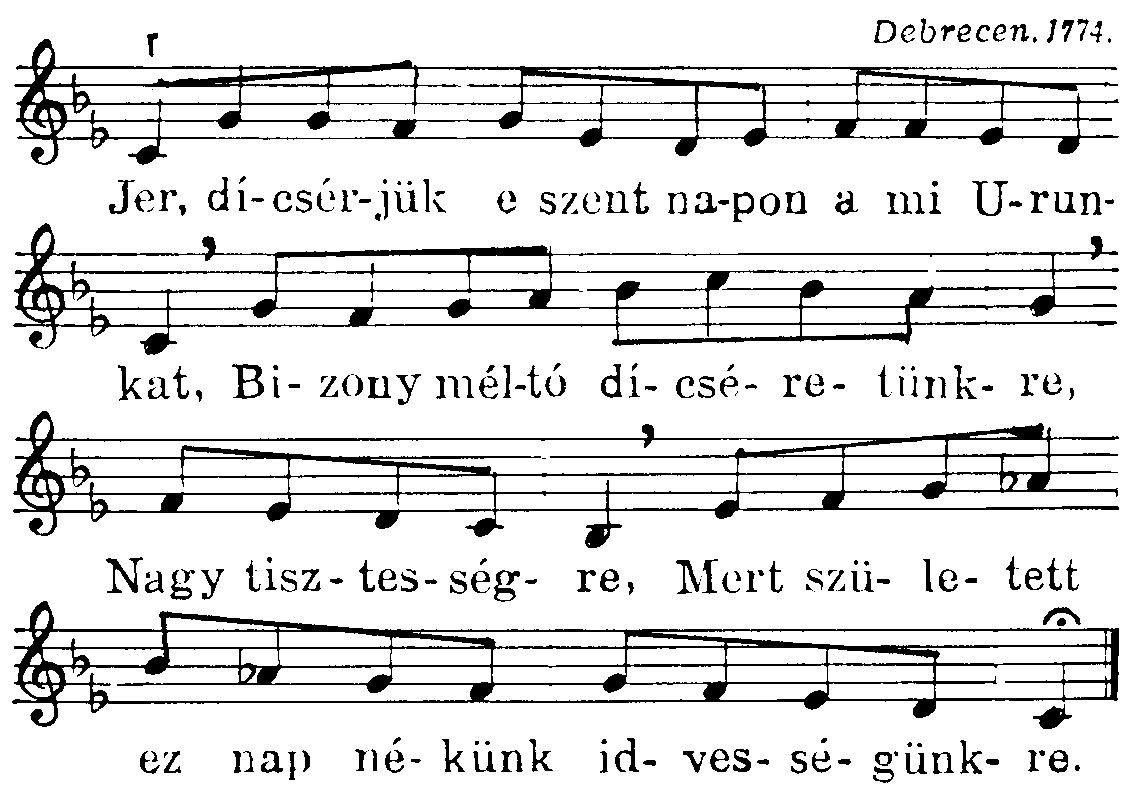 Debrecen. 1774.
r
Jer, dí-csér-jük e szent na-pon a mi U-run-
kat, Bi- zony mél-tó dí- csé- re- tünk- re,
Nagy tisz- tes- ség- re, Mert szü- le- tett
ez nap né- künk id- ves- sé- günk- re.